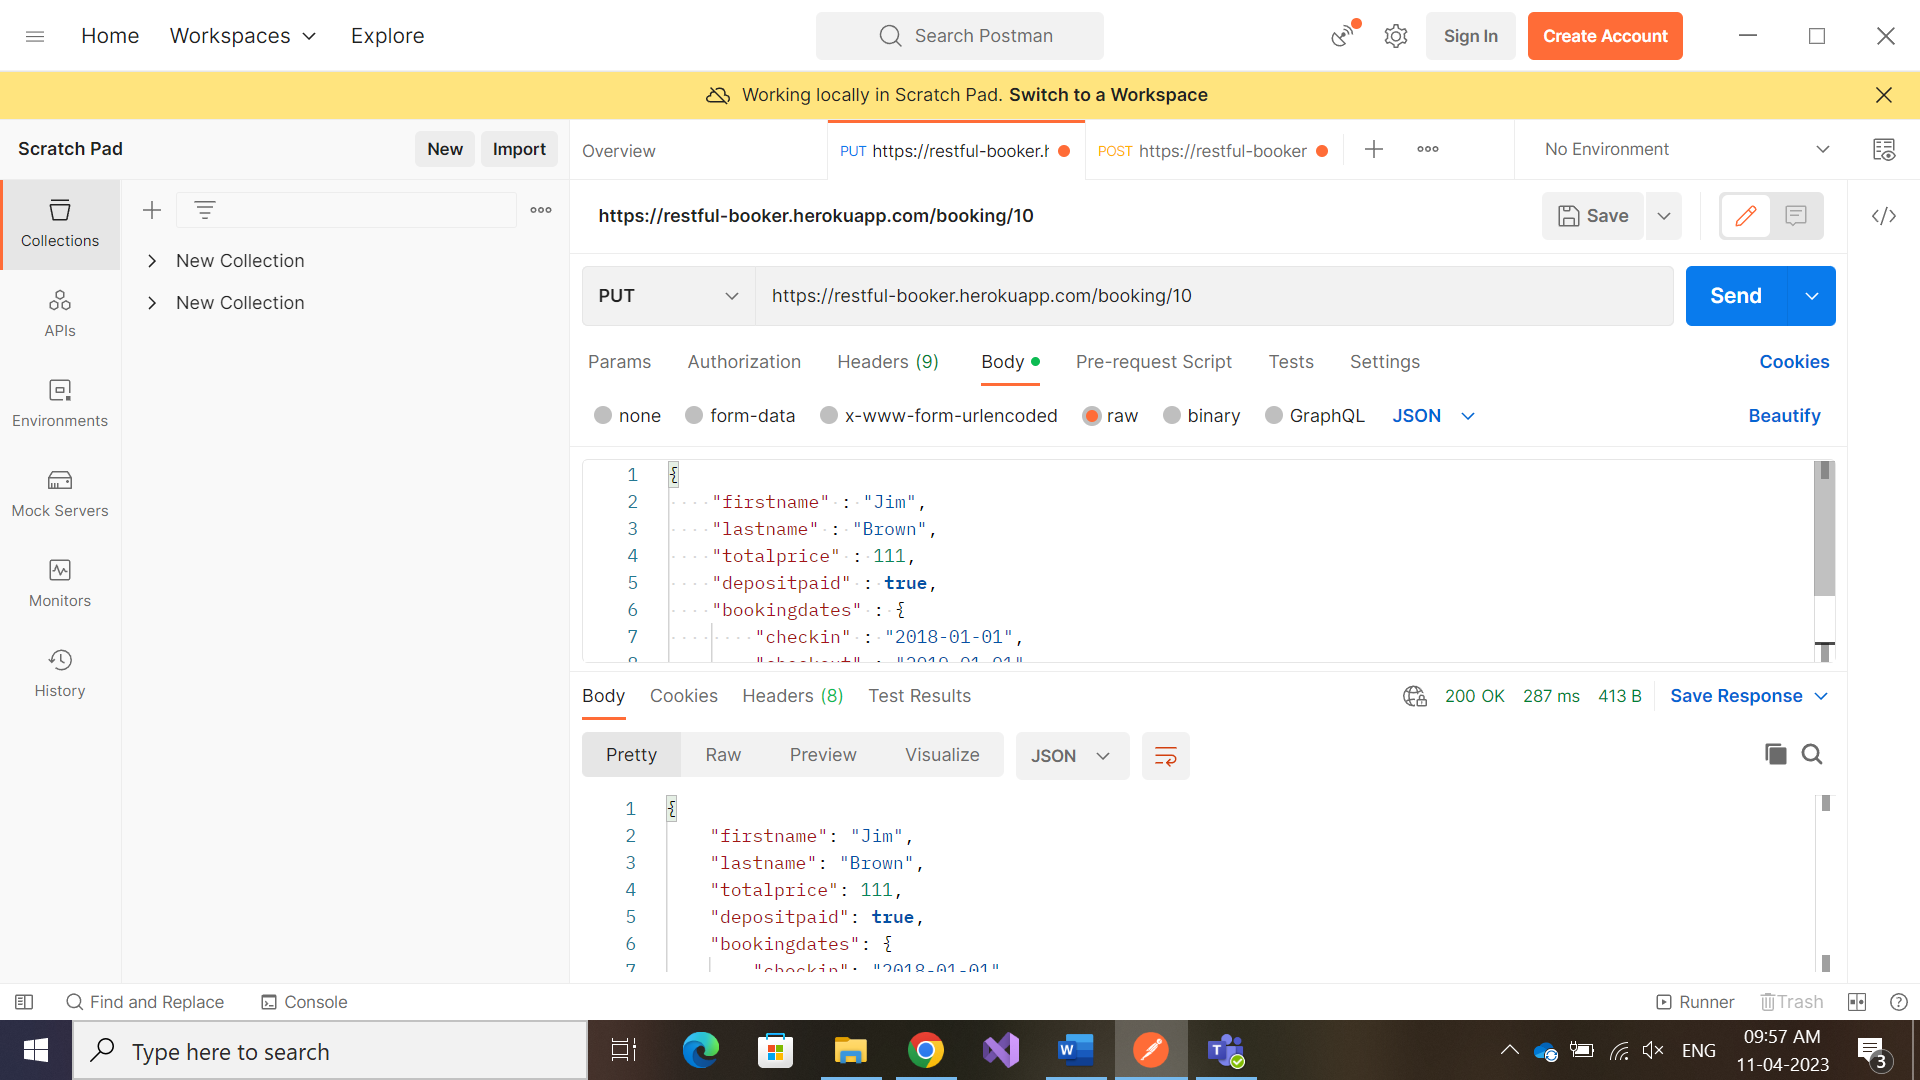 Home Workspaces Explore
Search Postman
Sign In Create Account
Working locally in Scratch Pad. Switch to a Workspace
Scratch Pad New Import
Overview PUT https://restful-booker.h POST https://restful-booker No Environment
Collections
APIs
Environments
Mock Servers
Monitors
History
New Collection
New Collection
https://restful-booker.herokuapp.com/booking/10 Save
PUT https://restful-booker.herokuapp.com/booking/10 Send
Params Authorization Headers (9) Body Pre-request Script Tests Settings Cookies
none form-data x-www-form-urlencoded raw binary GraphQL JSON Beautify
1 {
2 "firstname" : "Jim",
3 "lastname" : "Brown",
4 "totalprice" : 111,
5 "depositpaid" : true,
6 "bookingdates" : {
7 "checkin" : "2018-01-01",
8 "checkout" : "2019-01-01"
Body Cookies Headers (8) Test Results 200 OK 287 ms 413 B Save Response
Pretty Raw Preview Visualize JSON
1 {
2 "firstname": "Jim",
3 "lastname": "Brown",
4 "totalprice": 111,
5 "depositpaid": true,
6 "bookingdates": {
7 "checkin": "2018-01-01"
Find and Replace Console Runner Trash
Type here to search
ENG
09:57 AM
11-04-2023
3